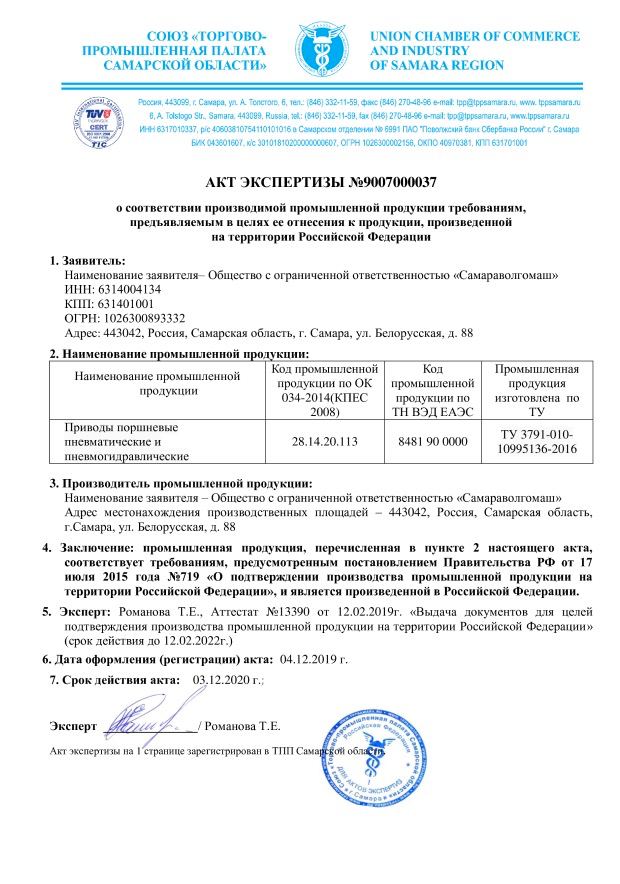 СОЮЗ «ТОРГОВО-
ПРОМЫШЛЕННАЯ ПАЛАТА
САМАРСКОЙ ОБЛАСТИ»
UNION CHAMBER OF COMMERCE
AND INDUSTRY
OF SAMARA REGION
TÜV
CERT
TIC
Россия, 443099, г. Самара, ул. А. Толстого, 6, тел.: (846) 332-11-59, факс (846) 270-48-96 e-mail: tpp@tppsamara.ru, www. tppsamara.ru
6, A. Tolstogo Str., Samara, 443099, Russia, tel.: (846) 332-11-59, fax (846) 270-48-96 e-mail: tpp@tppsamara.ru, www.tppsamara.ru
ИНН 6317010337, р/с 40603810754110101016 в Самарском отделении № 6991 ПАО "Поволжский банк Сбербанка России" г. Самара
БИК 043601607, к/с 30101810200000000607, ОГРН 1026300002156, ОКПО 40970381, КПП 631701001
АКТ ЭКСПЕРТИЗЫ №9007000037
о соответствии производимой промышленной продукции требованиям,
предъявляемым в целях ее отнесения к продукции, произведенной
на территории Российской Федерации
1. Заявитель:
Наименование заявителя– Общество с ограниченной ответственностью «Самараволгомаш»
ИНН: 6314004134
КПП: 631401001
ОГРН: 1026300893332
Адрес: 443042, Россия, Самарская область, г. Самара, ул. Белорусская, д. 88
2. Наименование промышленной продукции:
Наименование промышленной
продукции
Код промышленной
продукции по ОК
034-2014(КПЕС
2008)
Код
промышленной
продукции по
ТН ВЭД ЕАЭС
Промышленная
продукция
изготовлена по
ТУ
Приводы поршневые
пневматические и
пневмогидравлические
28.14.20.113
8481 90 0000
ТУ 3791-010-
10995136-2016
3. Производитель промышленной продукции:
Наименование заявителя – Общество с ограниченной ответственностью «Самараволгомаш»
Адрес местонахождения производственных площадей – 443042, Россия, Самарская область,
г.Самара, ул. Белорусская, д. 88
4. Заключение: промышленная продукция, перечисленная в пункте 2 настоящего акта,
соответствует требованиям, предусмотренным постановлением Правительства РФ от 17
июля 2015 года №719 «О подтверждении производства промышленной продукции на
территории Российской Федерации», и является произведенной в Российской Федерации.
5. Эксперт: Романова Т.Е., Аттестат №13390 от 12.02.2019г. «Выдача документов для целей
подтверждения производства промышленной продукции на территории Российской Федерации»
(срок действия до 12.02.2022г.)
6. Дата оформления (регистрации) акта: 04.12.2019 г.
7. Срок действия акта: 03.12.2020 г.;
Эксперт / Романова Т.Е.
Акт экспертизы на 1 странице зарегистрирован в ТПП Самарской области.
Союз «Торгово-промышленная палата Самарской области»
Российская Федерация
ДЛЯ АКТОВ ЭКСПЕРТИЗ
г.Самара